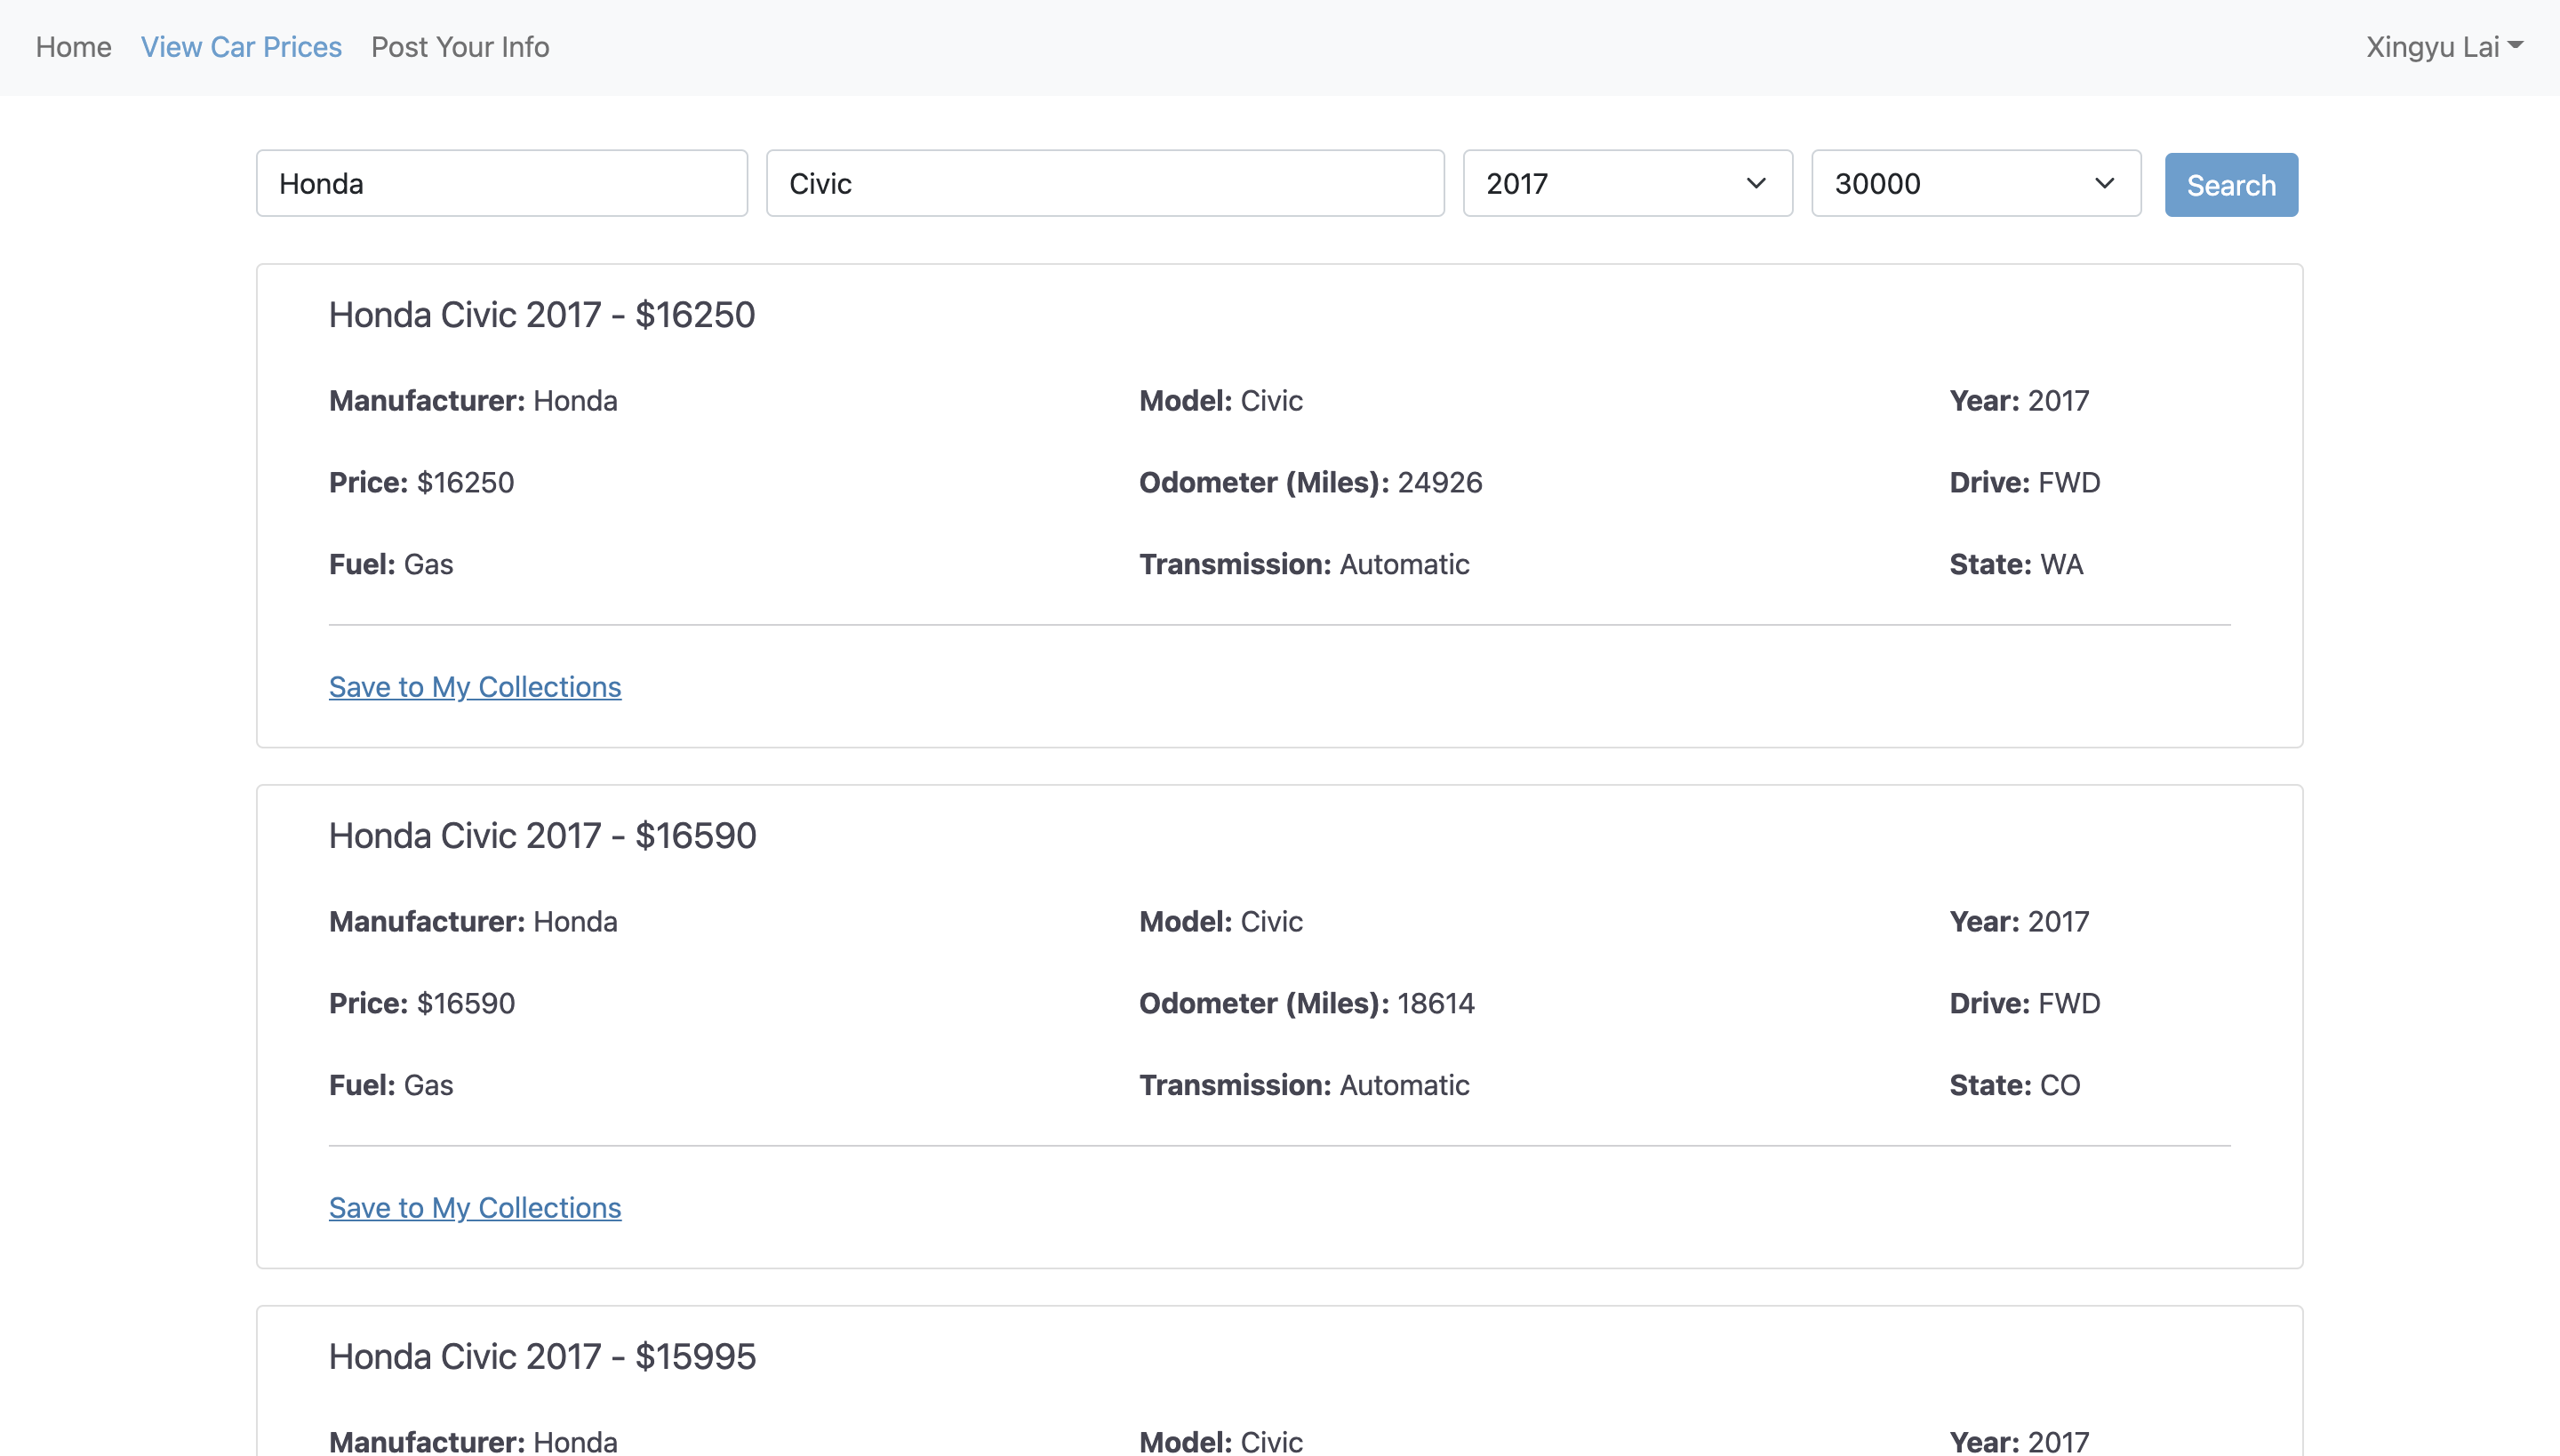 Home View Car Prices Post Your Info Xingyu Lai
Honda Civic 2017 30000 Search
Honda Civic 2017 - $16250
Manufacturer: Honda Model: Civic Year: 2017
Price: $16250 Odometer (Miles): 24926 Drive: FWD
Fuel: Gas Transmission: Automatic State: WA
Save to My Collections
Honda Civic 2017 - $16590
Manufacturer: Honda Model: Civic Year: 2017
Price: $16590 Odometer (Miles): 18614 Drive: FWD
Fuel: Gas Transmission: Automatic State: CO
Save to My Collections
Honda Civic 2017 - $15995
Manufacturer: Honda Model: Civic Year: 2017